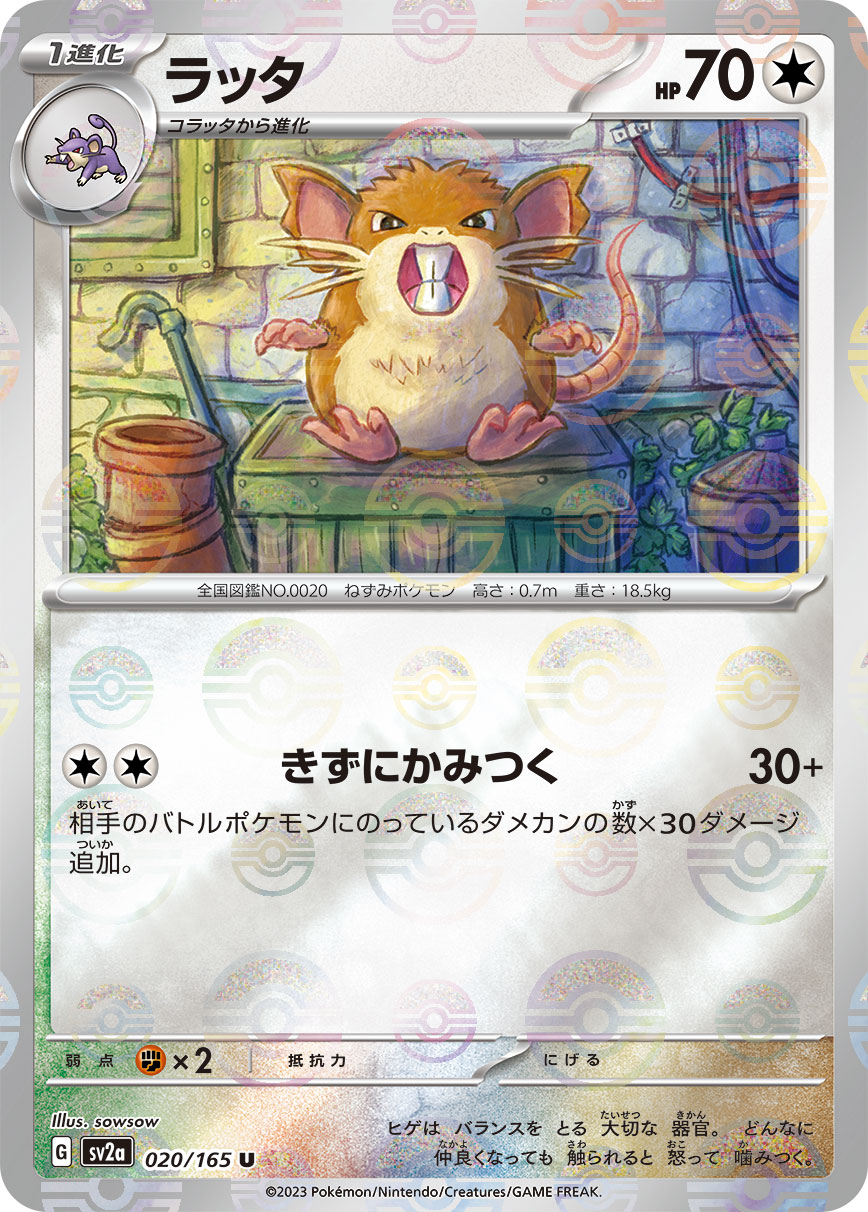 1進化
ラッタ
HP70
コラッタから進化
全国図鑑NO.0020 ねずみポケモン 高さ:0.7m 重さ:18.5kg
きずにかみつく 30+
相手のバトルポケモンにのっているダメカンの数×30ダメージ
追加。
弱点 ×2 抵抗力 にげる
Illus. sowsow
G sv2a 020/165 U
ヒゲは バランスを とる 大切な 器官。 どんなに
仲良くなっても 触られると 怒って 噛みつく。
©2023 Pokémon/Nintendo/Creatures/GAME FREAK.